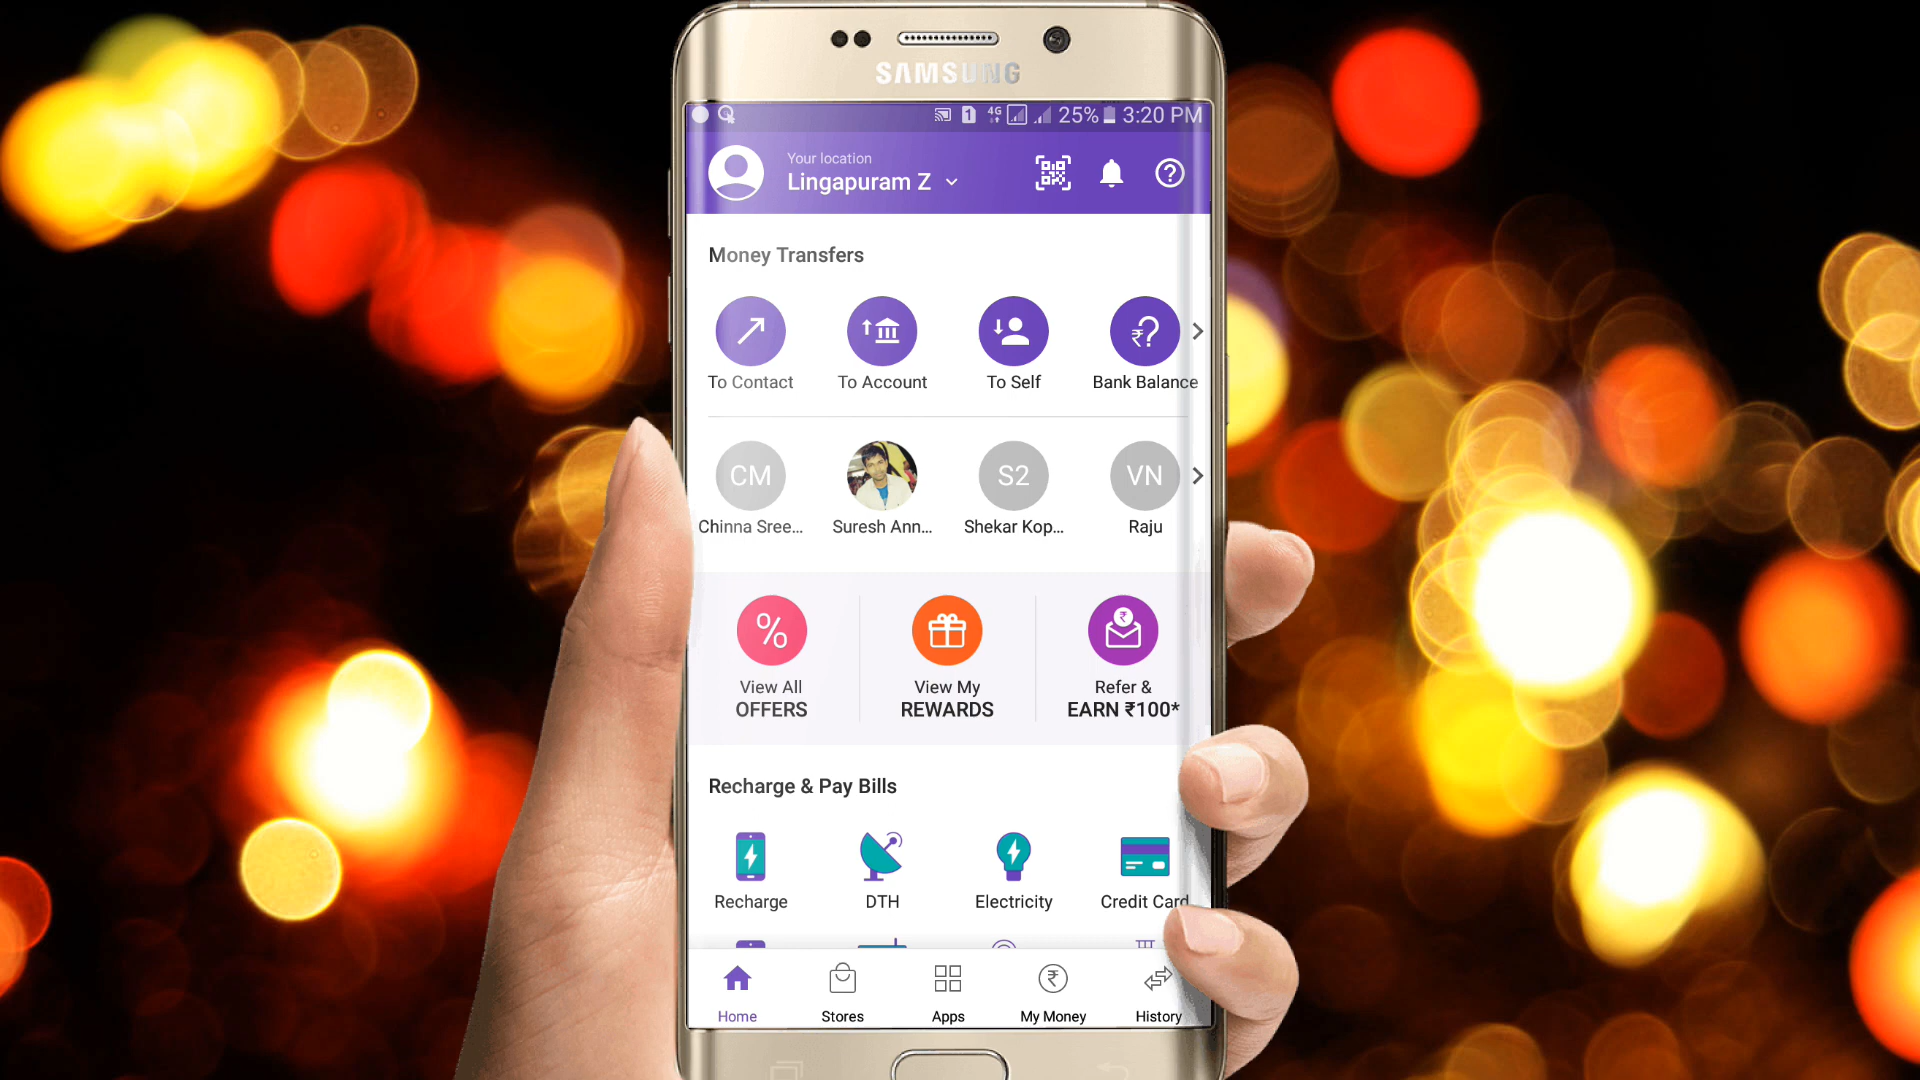 SAMSUNG
1 4G 25% 3:20 PM
Your location
Lingapuram Z
Money Transfers
To Contact
To Account
To Self
Bank Balance
CM
S2
VN
Chinna Sree...
Suresh Ann...
Shekar Kop...
Raju
View All
OFFERS
View My
REWARDS
Refer &
EARN ₹100*
Recharge & Pay Bills
Recharge
DTH
Electricity
Credit Card
Home
Stores
Apps
My Money
History